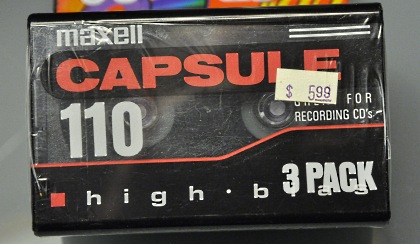 maxell
CAPSULE
$ 5.99
110
FOR
RECORDING CD's
3 PACK
high·bias